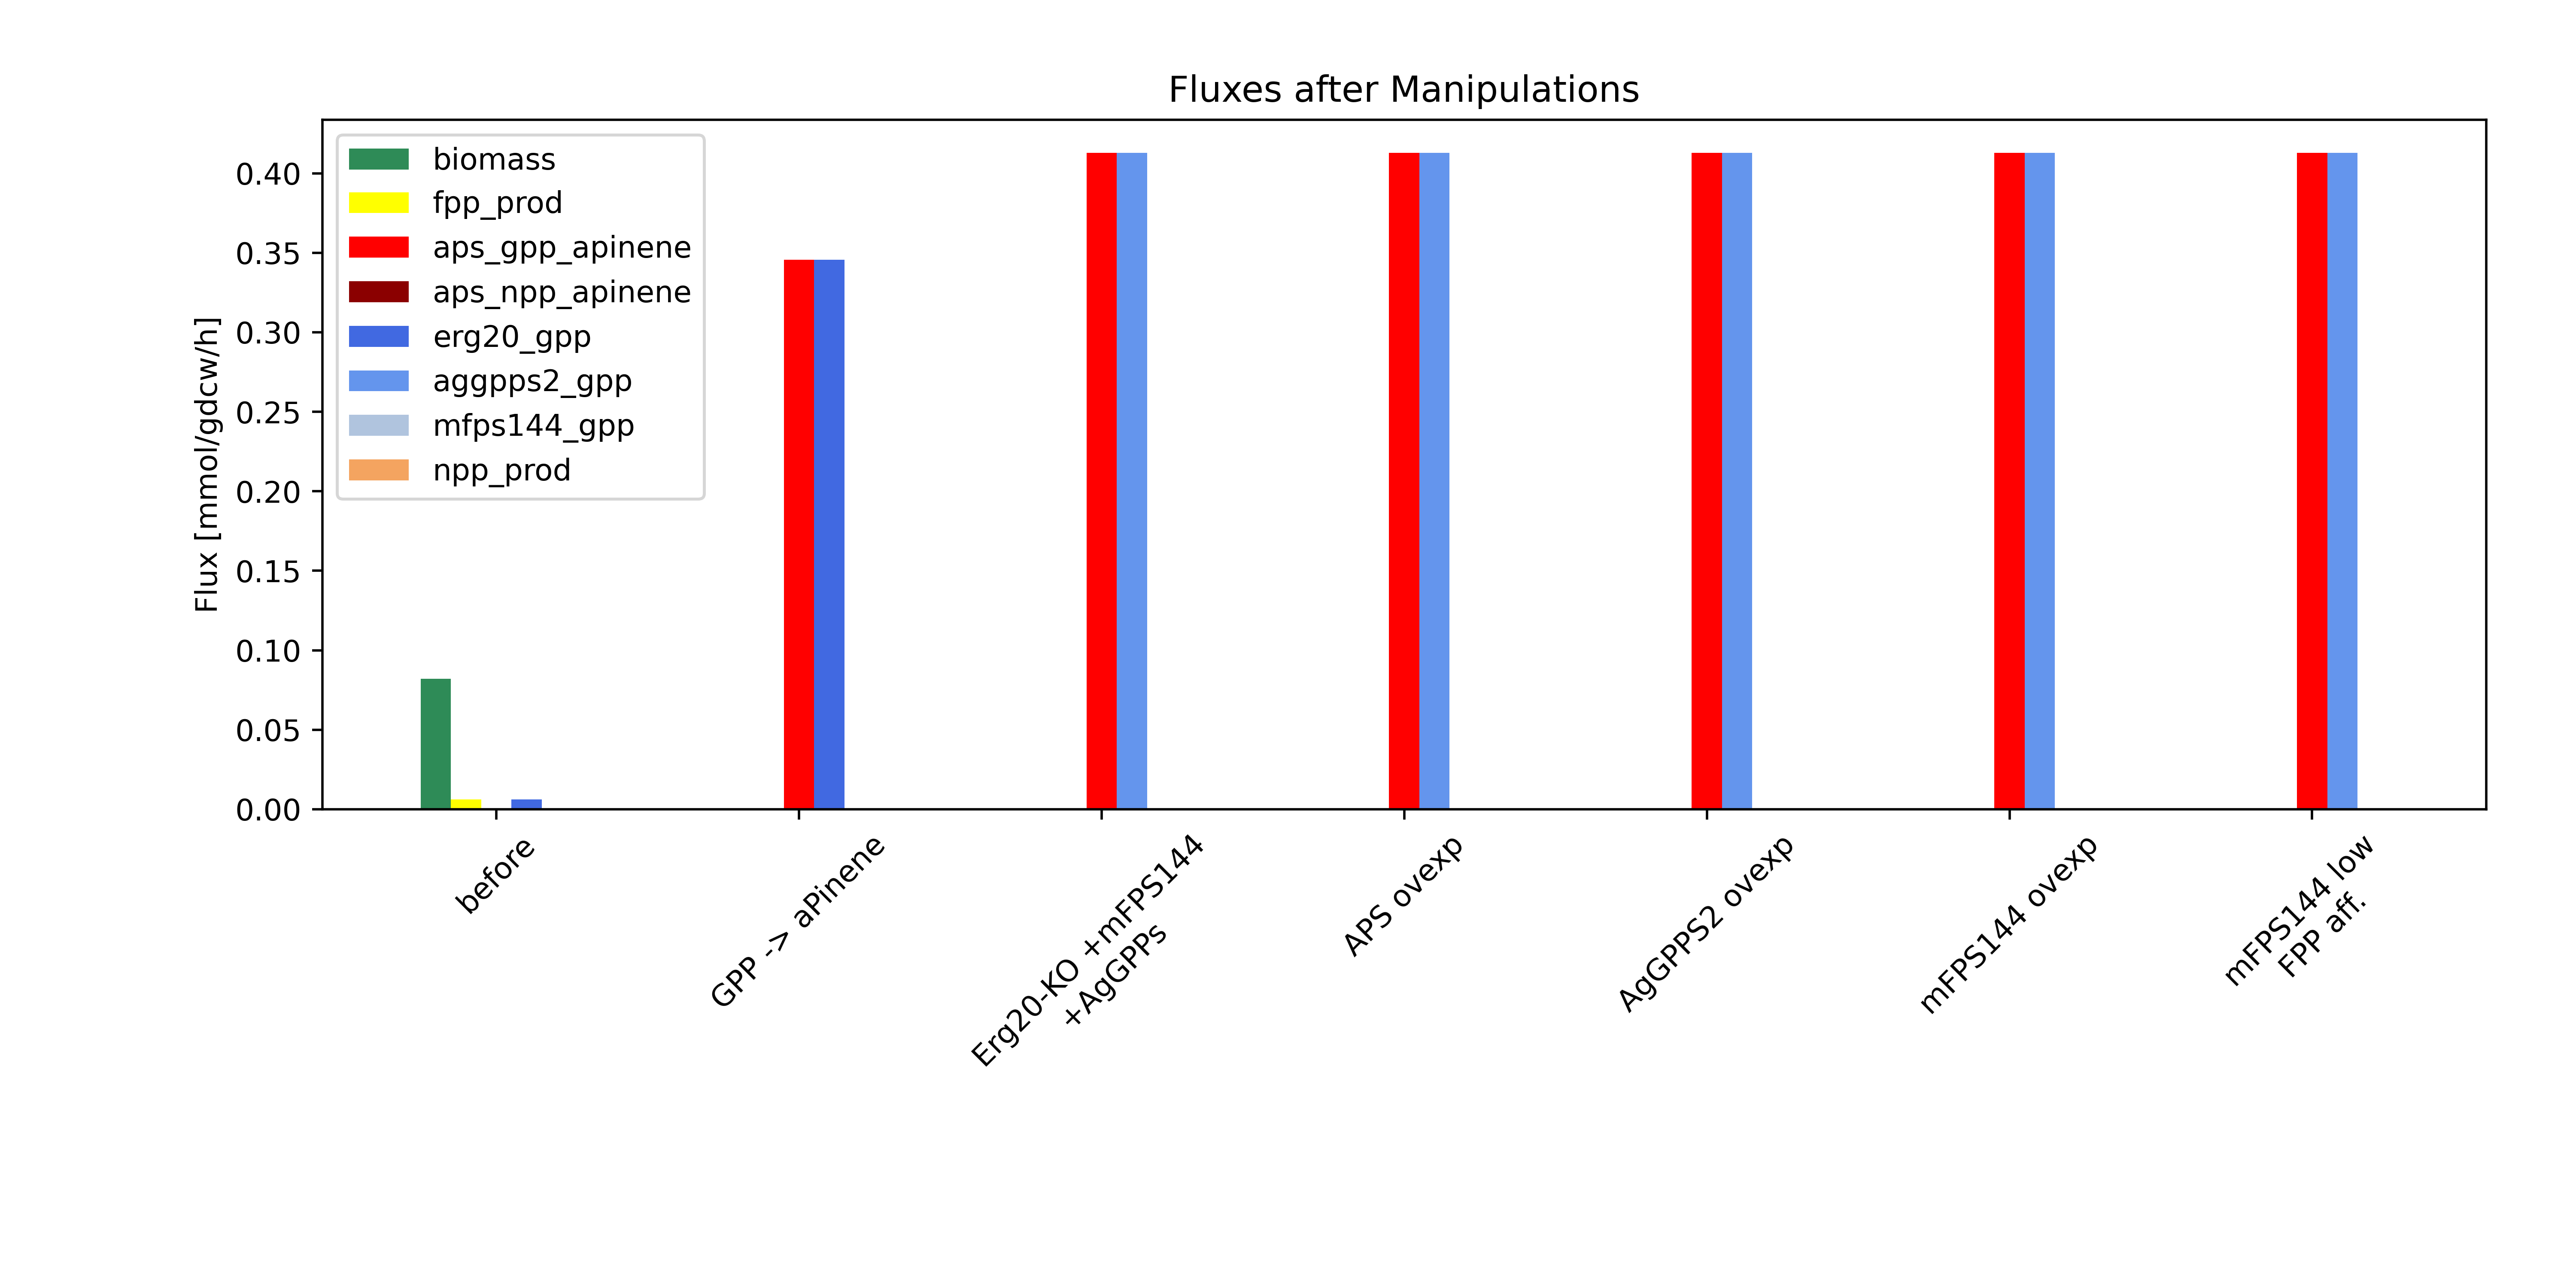 Fluxes after Manipulations
biomass
fpp_prod
aps_gpp_apinene
aps_npp_apinene
erg20_gpp
aggpps2_gpp
mfps144_gpp
npp_prod
Flux [mmol/gdcw/h]
0.40
0.35
0.30
0.25
0.20
0.15
0.10
0.05
0.00
before
GPP -> aPinene
Erg20-KO +mFPS144
+AgGPPs
APS ovexp
AgGPPS2 ovexp
mFPS144 ovexp
mFPS144 low
FPP aff.